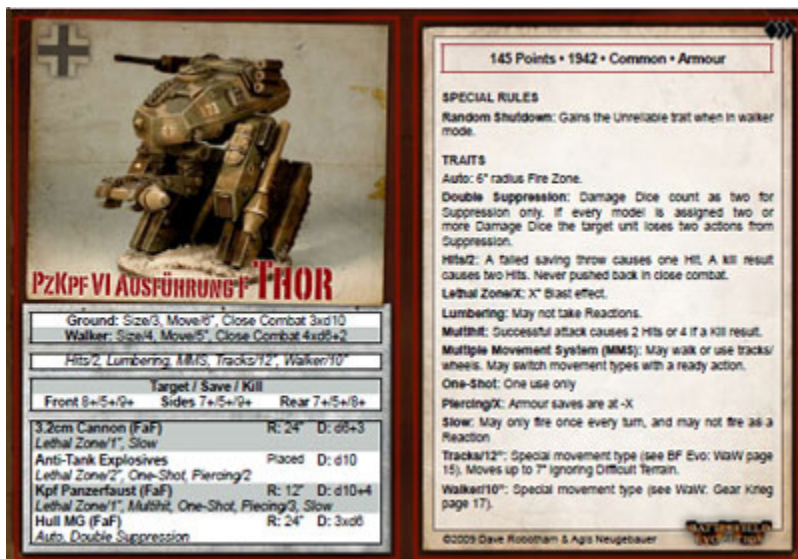 PzKpf VI Ausführung F THOR
Ground: Size/3, Move/6", Close Combat 3xd10
Walker: Size/4, Move/5", Close Combat 4xd6+2
Hits/2, Lumbering, MMS, Tracks/12", Walker/10"
Target / Save / Kill
Front 8+/5+/9+ Sides 7+/5+/9+ Rear 7+/5+/8+
3,2cm Cannon (FaF) R: 24" D: d6+3
Lethal Zone/1", Slow
Anti-Tank Explosives Placed D: d10
Lethal Zone/2", One-Shot, Piercing/2
Kpf Panzerfaust (FaF) R: 12" D: d10+4
Lethal Zone/1", Multihit, One-Shot, Piercing/3, Slow
Hull MG (FaF) R: 24" D: 3xd6
Auto, Double Suppression
145 Points • 1942 • Common • Armour
SPECIAL RULES
Random Shutdown: Gains the Unreliable trait when in walker
mode.
TRAITS
Auto: 6" radius Fire Zone.
Double Suppression: Damage Dice count as two for
Suppression only. If every model is assigned two or
more Damage Dice the target unit loses two actions from
Suppression.
Hits/2: A failed saving throw causes one Hit. A kill result
causes two Hits. Never pushed back in close combat.
Lethal Zone/X: X" Blast effect.
Lumbering: May not take Reactions.
Multihit: Successful attack causes 2 Hits or 4 if a Kill result.
Multiple Movement System (MMS): May walk or use tracks/
wheels. May switch movement types with a ready action.
One-Shot: One use only
Piercing/X: Armour saves are at -X
Slow: May only fire once every turn, and may not fire as a
Reaction
Tracks/12": Special movement type (see BF Evo: WaW page
15). Moves up to 7" Ignoring Difficult Terrain.
Walker/10": Special movement type (see WaW: Gear Krieg
page 17).
BATTLEFIELD
EVOLUTION
©2009 Dave Robotham & Agis Neugebauer